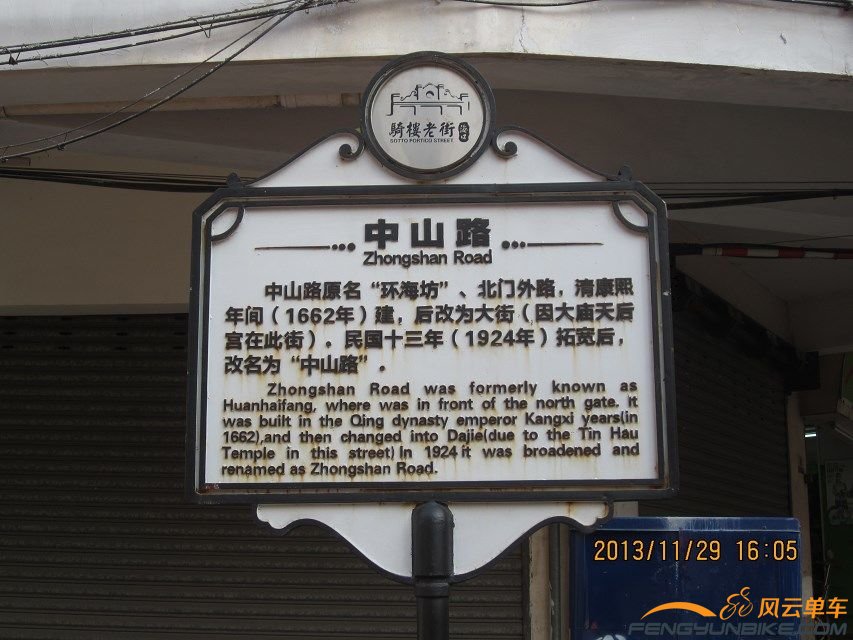 騎樓老街 海口
SOTTO PORTICO STREET
中山路
Zhongshan Road
中山路原名“环海坊”、北门外路，清康熙
年间（1662年）建，后改为大街（因大庙天后
宫在此街）.民国十三年（1924年）拓宽后，
改名为“中山路”.
Zhongshan Road was formerly known as
Huanhaifang, where was in front of the north gate. It
was built in the Qing dynasty emperor Kangxi years(in
1662),and then changed into Dajie(due to the Tin Hau
Temple in this street) In 1924 it was broadened and
renamed as Zhongshan Road.
2013/11/29 16:05
风云单车
FENGYUNBIKE.COM